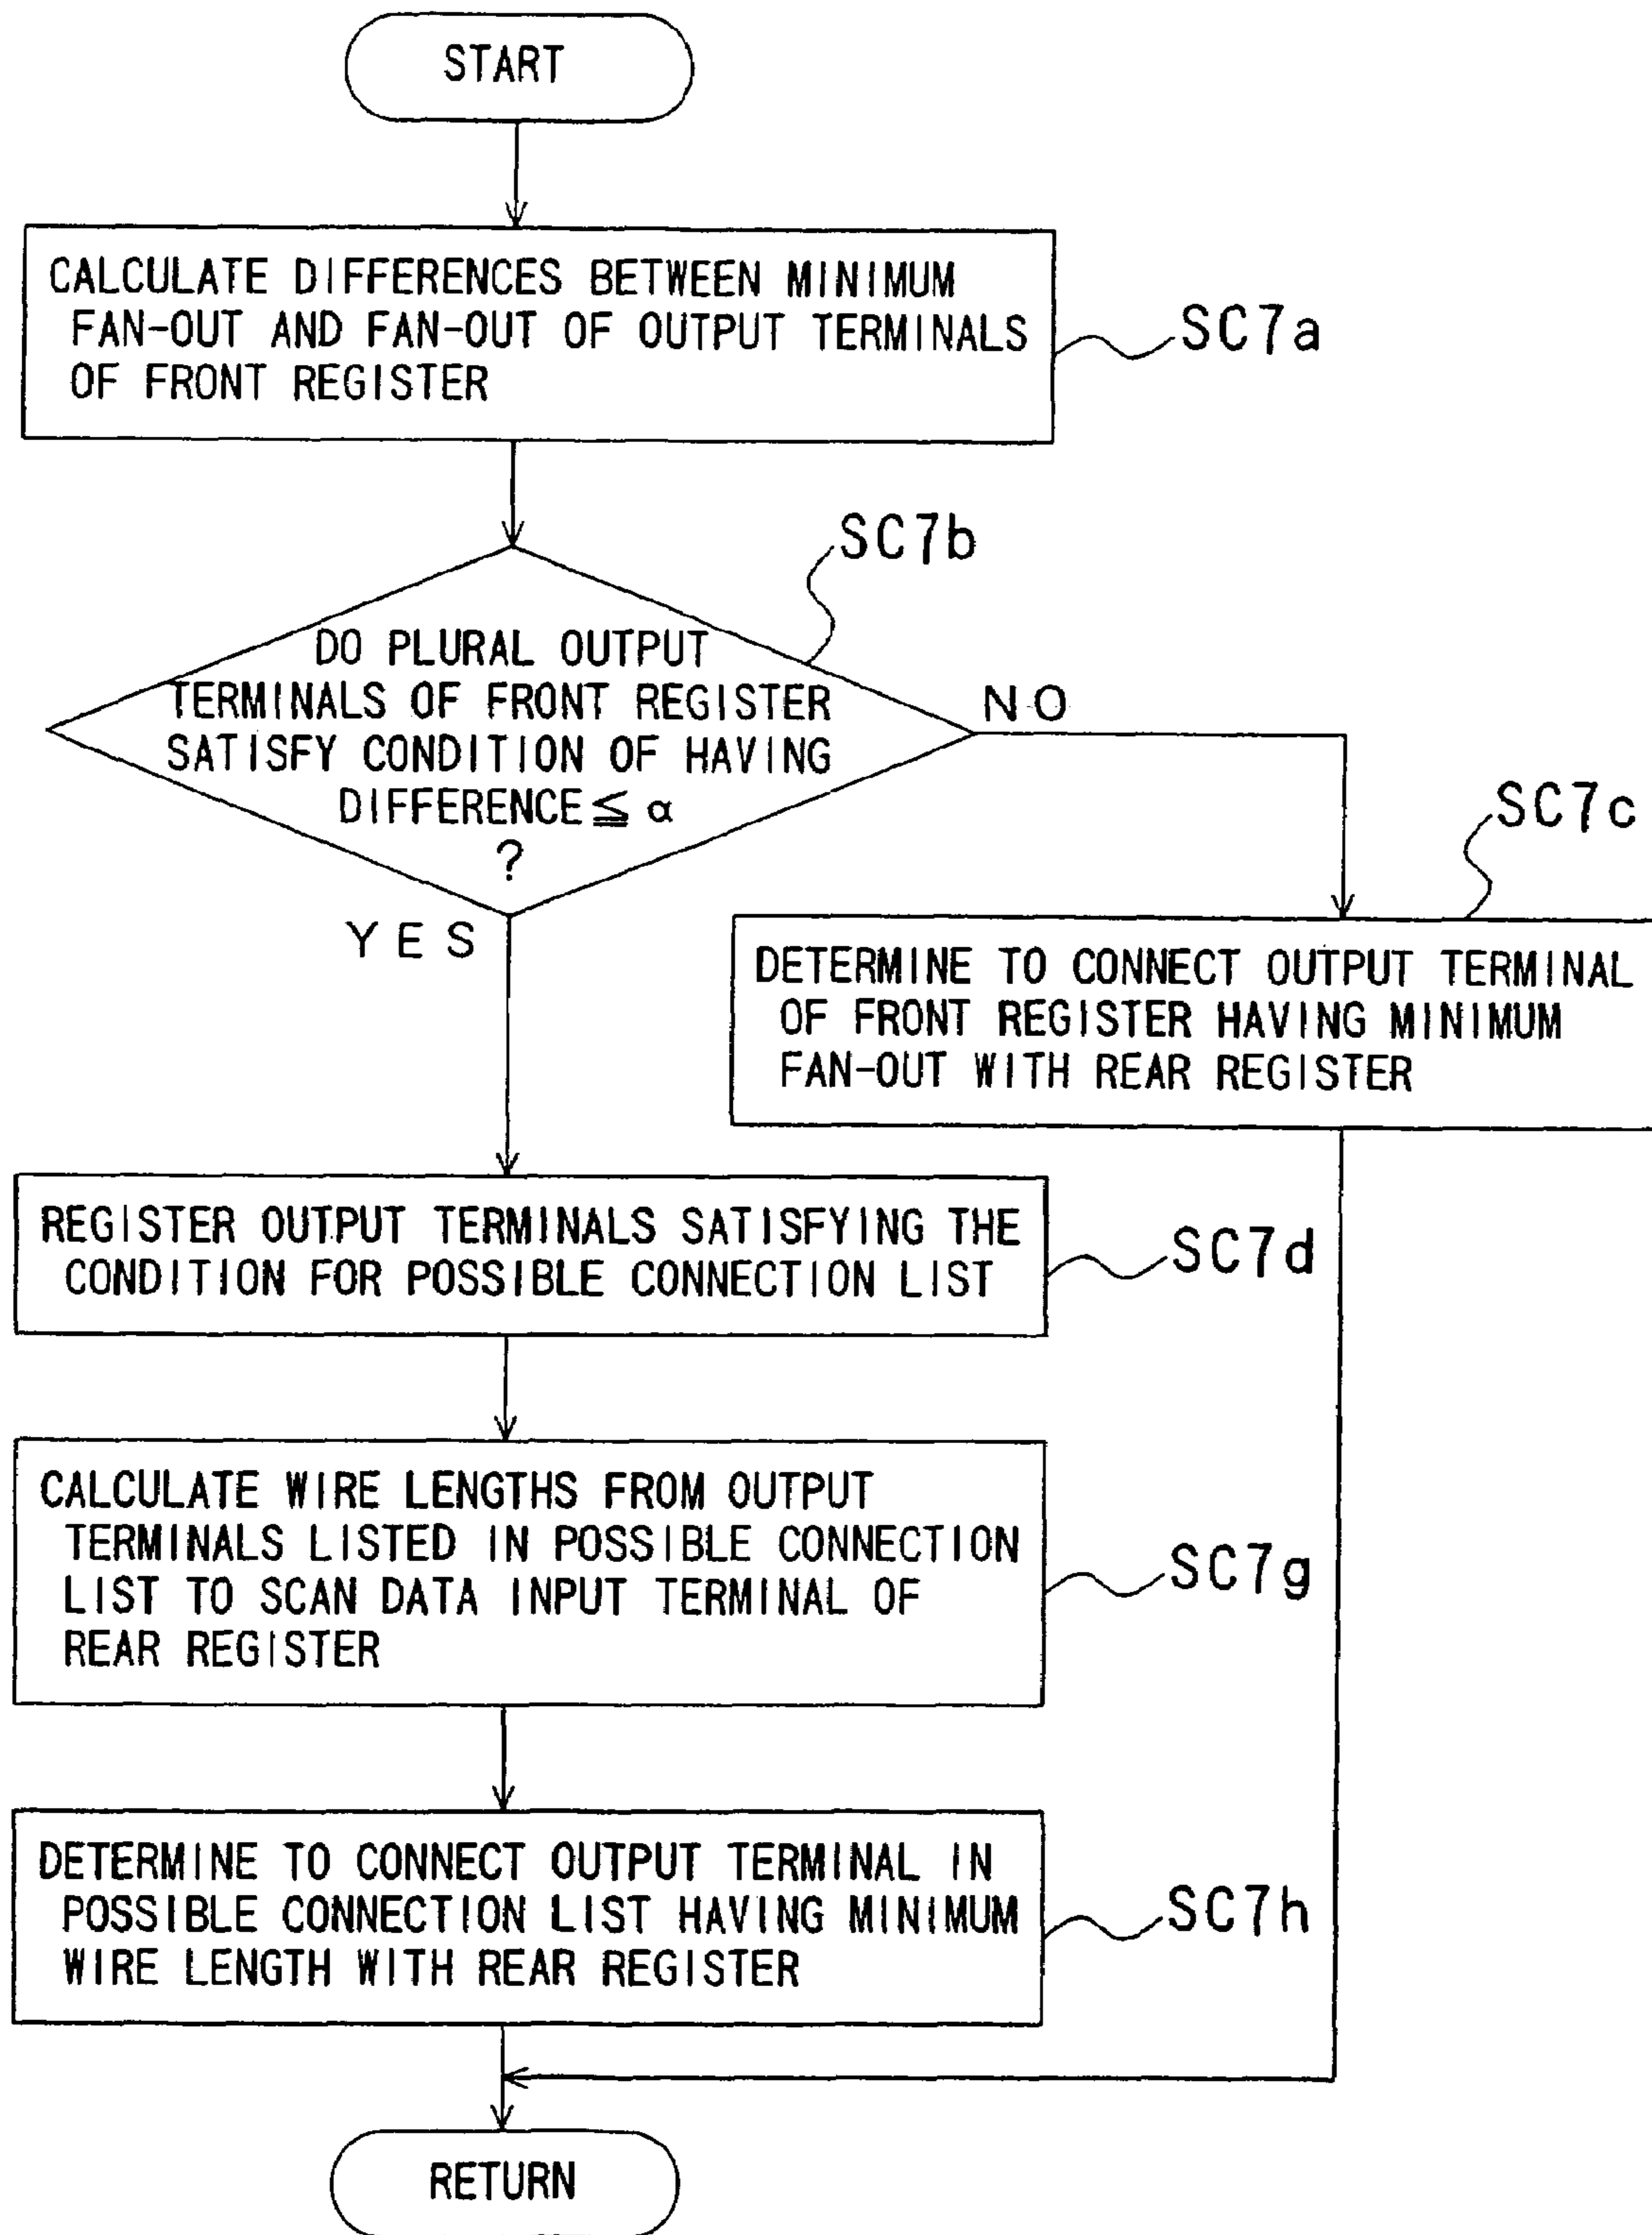 START
CALCULATE DIFFERENCES BETWEEN MINIMUM
FAN-OUT AND FAN-OUT OF OUTPUT TERMINALS
OF FRONT REGISTER
SC7a
SC7b
DO PLURAL OUTPUT
TERMINALS OF FRONT REGISTER
SATISFY CONDITION OF HAVING
DIFFERENCE ≦ α
?
NO
YES
SC7c
DETERMINE TO CONNECT OUTPUT TERMINAL
OF FRONT REGISTER HAVING MINIMUM
FAN-OUT WITH REAR REGISTER
REGISTER OUTPUT TERMINALS SATISFYING THE
CONDITION FOR POSSIBLE CONNECTION LIST
SC7d
CALCULATE WIRE LENGTHS FROM OUTPUT
TERMINALS LISTED IN POSSIBLE CONNECTION
LIST TO SCAN DATA INPUT TERMINAL OF
REAR REGISTER
SC7g
DETERMINE TO CONNECT OUTPUT TERMINAL IN
POSSIBLE CONNECTION LIST HAVING MINIMUM
WIRE LENGTH WITH REAR REGISTER
SC7h
RETURN